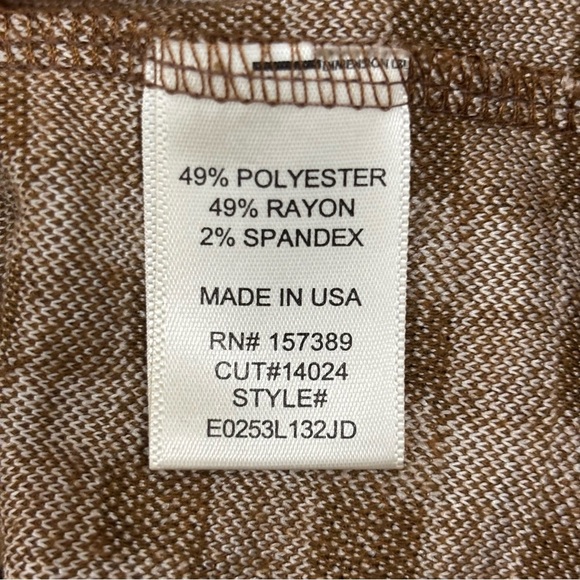 49% POLYESTER
49% RAYON
2% SPANDEX
MADE IN USA
RN# 157389
CUT#14024
STYLE#
E0253L132JD